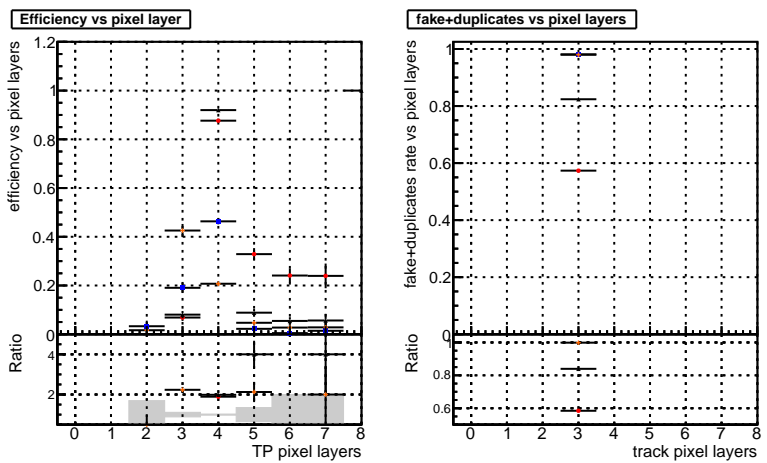 Efficiency vs pixel layer
efficiency vs pixel layers
1.2
1
0.8
0.6
0.4
0.2
0
Ratio
4
2
0 1 2 3 4 5 6 7 8
TP pixel layers
fake+duplicates vs pixel layers
fake+duplicates rate vs pixel layers
1
0.8
0.6
0.4
0.2
0
Ratio
1
0.8
0.6
0 1 2 3 4 5 6 7 8
track pixel layers